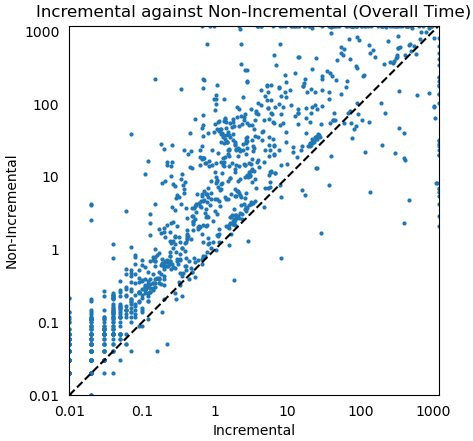 Incremental against Non-Incremental (Overall Time)
1000
100
10
1
0.1
0.01
Non-Incremental
0.01 0.1 1 10 100 1000
Incremental